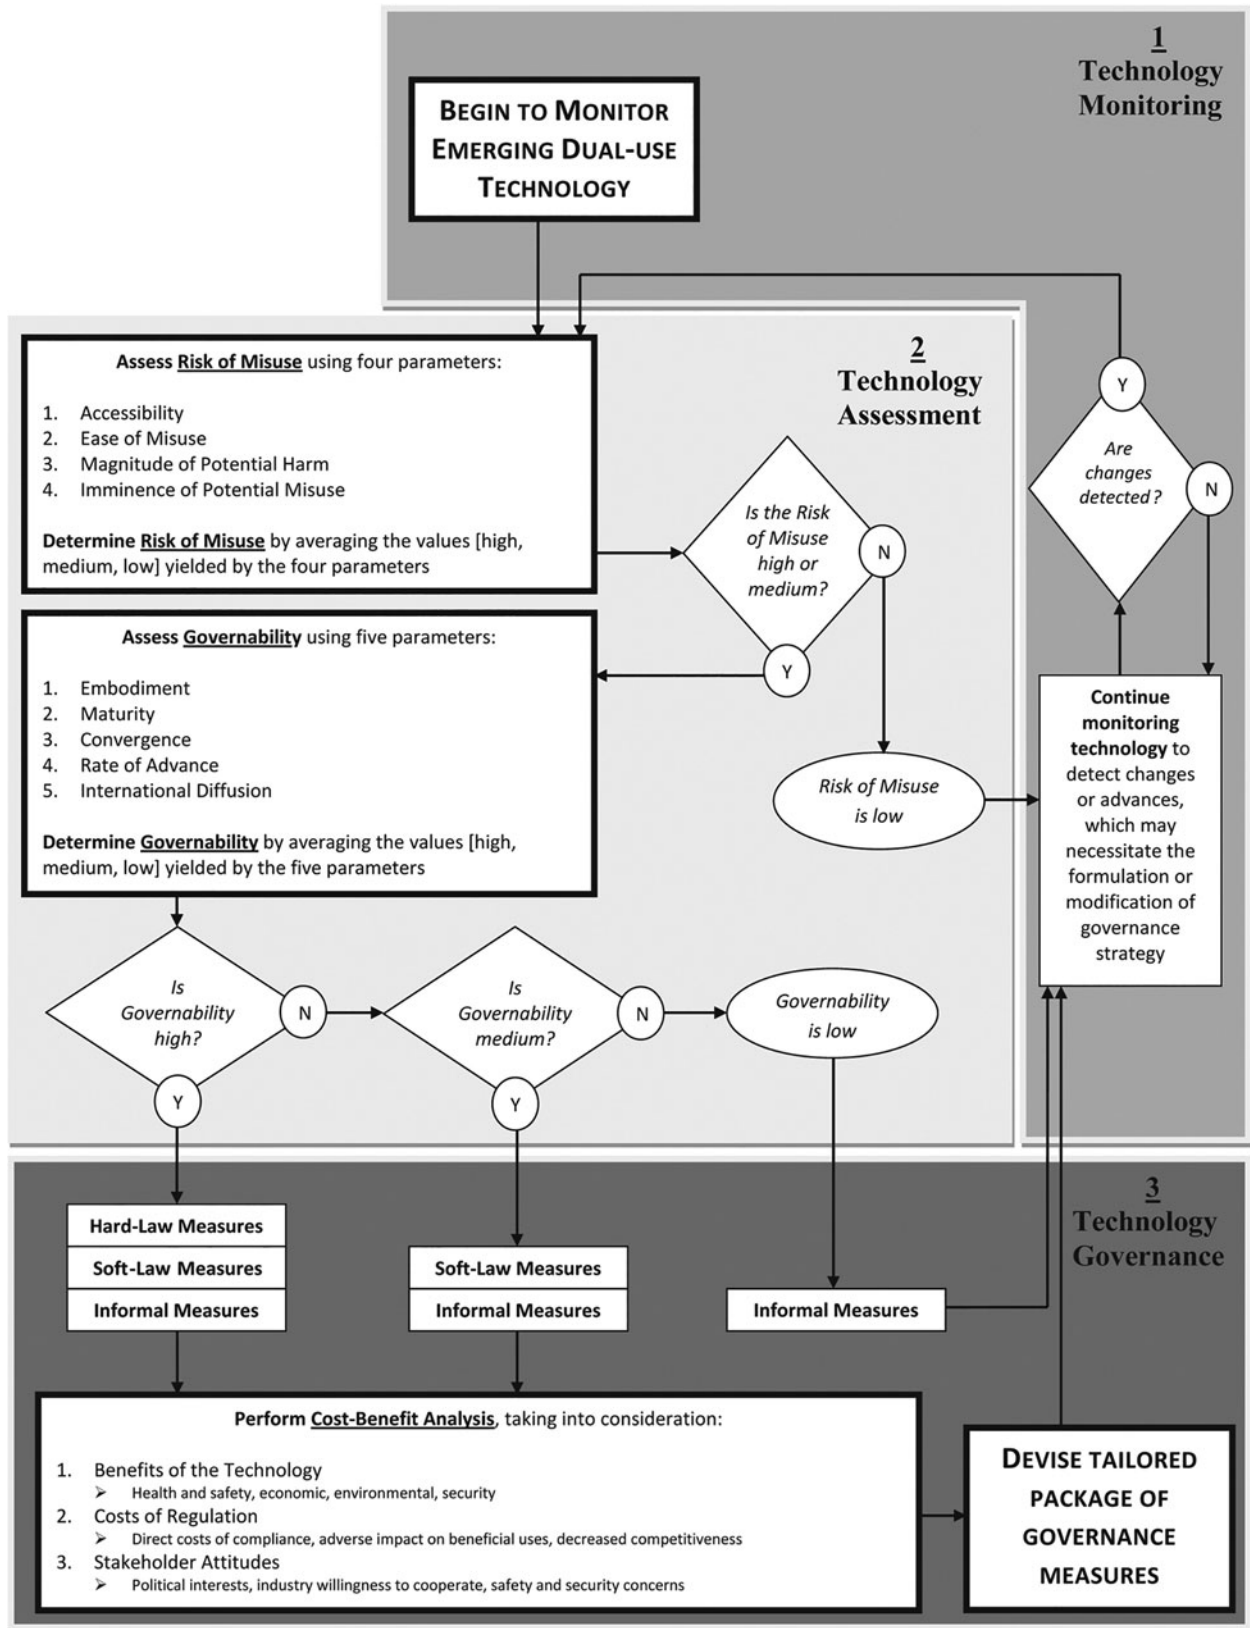 1
Technology
Monitoring
BEGIN TO MONITOR
EMERGING DUAL-USE
TECHNOLOGY
2
Technology
Assessment
Assess Risk of Misuse using four parameters:
1. Accessibility
2. Ease of Misuse
3. Magnitude of Potential Harm
4. Imminence of Potential Misuse
Determine Risk of Misuse by averaging the values [high,
medium, low] yielded by the four parameters
Is the Risk
of Misuse
high or
medium?
N
Y
Y
Are
changes
detected?
N
Assess Governability using five parameters:
1. Embodiment
2. Maturity
3. Convergence
4. Rate of Advance
5. International Diffusion
Determine Governability by averaging the values [high,
medium, low] yielded by the five parameters
Risk of Misuse
is low
Continue
monitoring
technology to
detect changes
or advances,
which may
necessitate the
formulation or
modification of
governance
strategy
Is
Governability
high?
N
Y
Is
Governability
medium?
N
Y
Governability
is low
3
Technology
Governance
Hard-Law Measures
Soft-Law Measures
Informal Measures
Soft-Law Measures
Informal Measures
Informal Measures
Perform Cost-Benefit Analysis, taking into consideration:
1. Benefits of the Technology
➢ Health and safety, economic, environmental, security
2. Costs of Regulation
➢ Direct costs of compliance, adverse impact on beneficial uses, decreased competitiveness
3. Stakeholder Attitudes
➢ Political interests, industry willingness to cooperate, safety and security concerns
DEVISE TAILORED
PACKAGE OF
GOVERNANCE
MEASURES